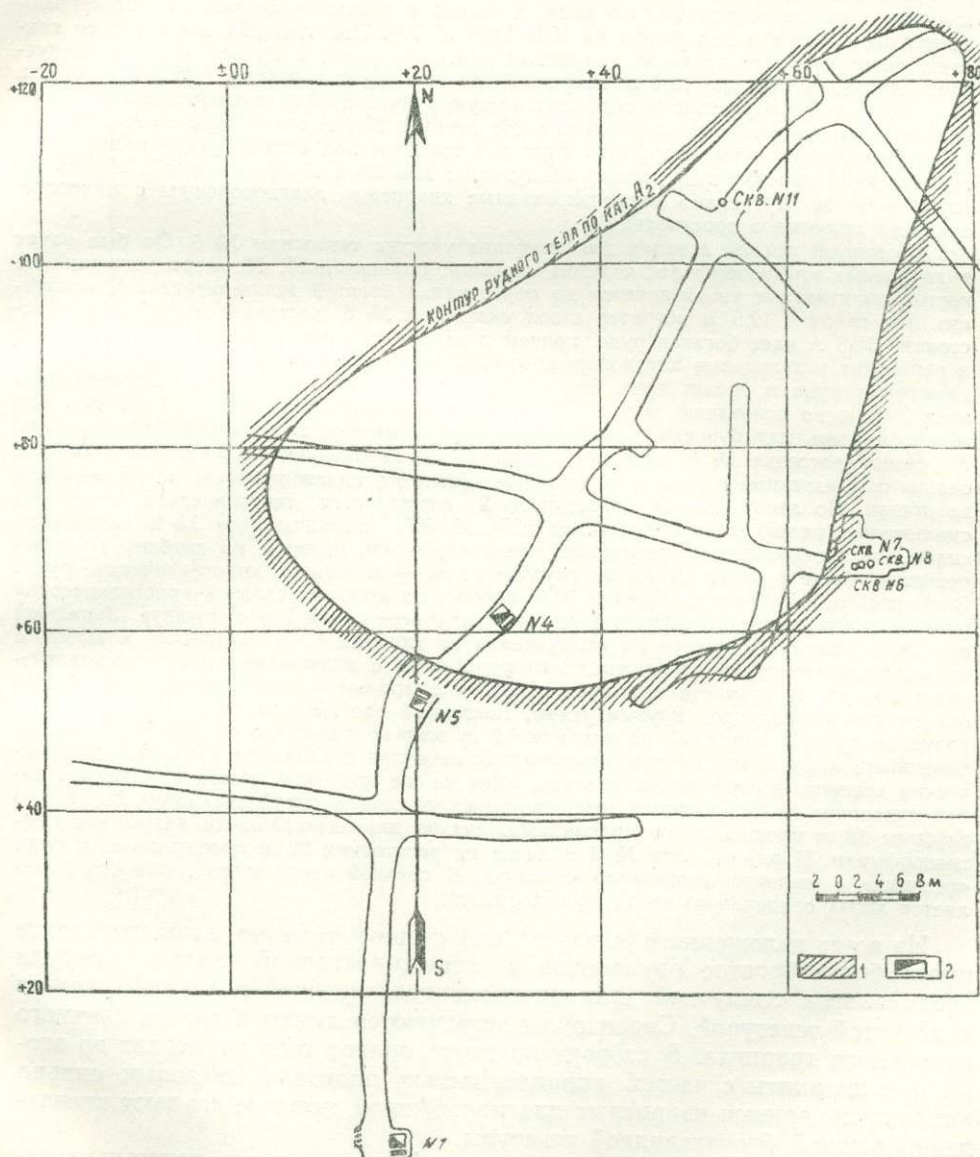 -20 ±00 +20 +40 +60 +80
+120
N
СКВ. N11
+100
КОНТУР РУДНОГО ТЕЛА ПО КАТ. А2
+80
СКВ. N7
СКВ. N8
СКВ N6
N4
+60
N5
+40
2 0 2 4 6 8 м
S
1 2
+20
N1